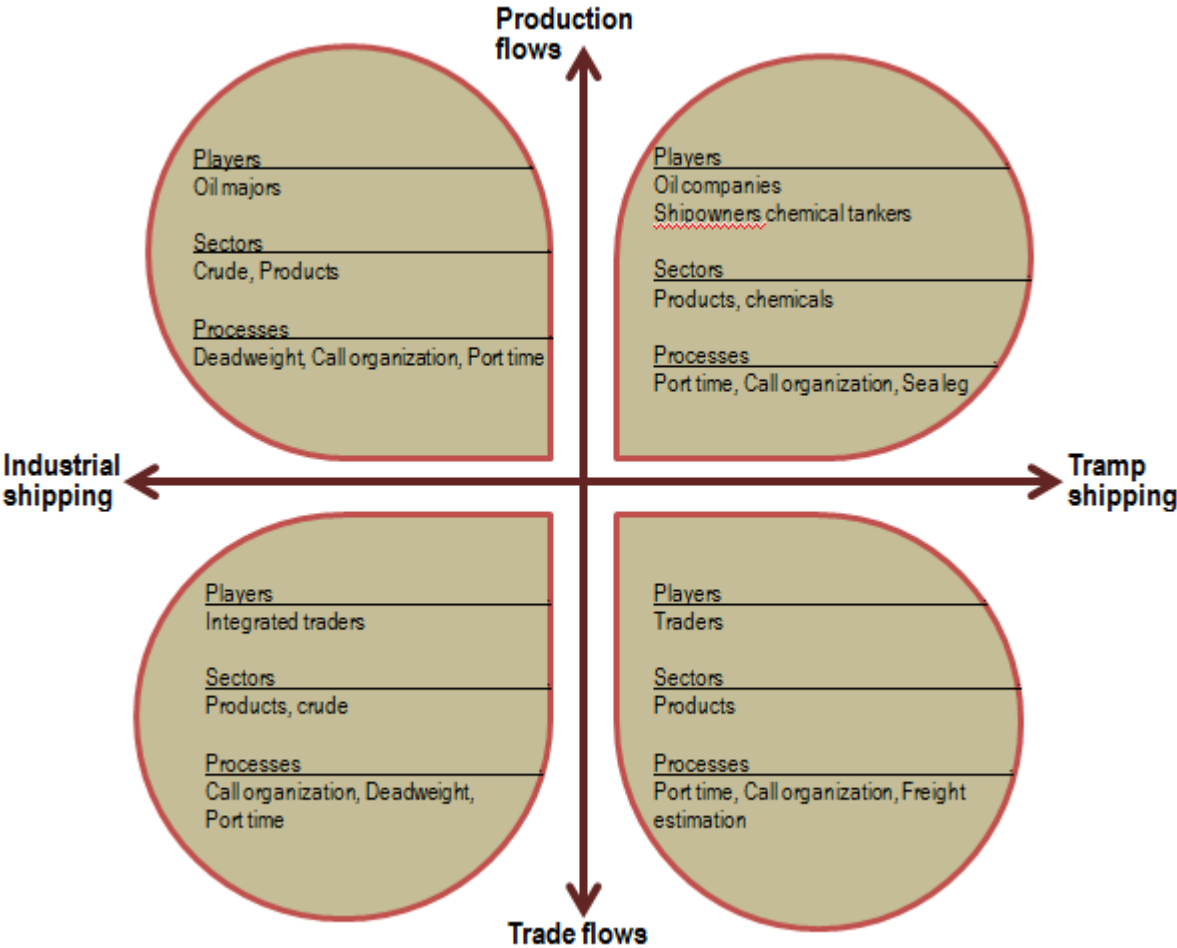 Production
flows
Players
Oil majors
Sectors
Crude, Products
Processes
Deadweight, Call organization, Port time
Players
Oil companies
Shipowners chemical tankers
Sectors
Products, chemicals
Processes
Port time, Call organization, Sea leg
Industrial
shipping
Tramp
shipping
Players
Integrated traders
Sectors
Products, crude
Processes
Call organization, Deadweight,
Port time
Players
Traders
Sectors
Products
Processes
Port time, Call organization, Freight
estimation
Trade flows